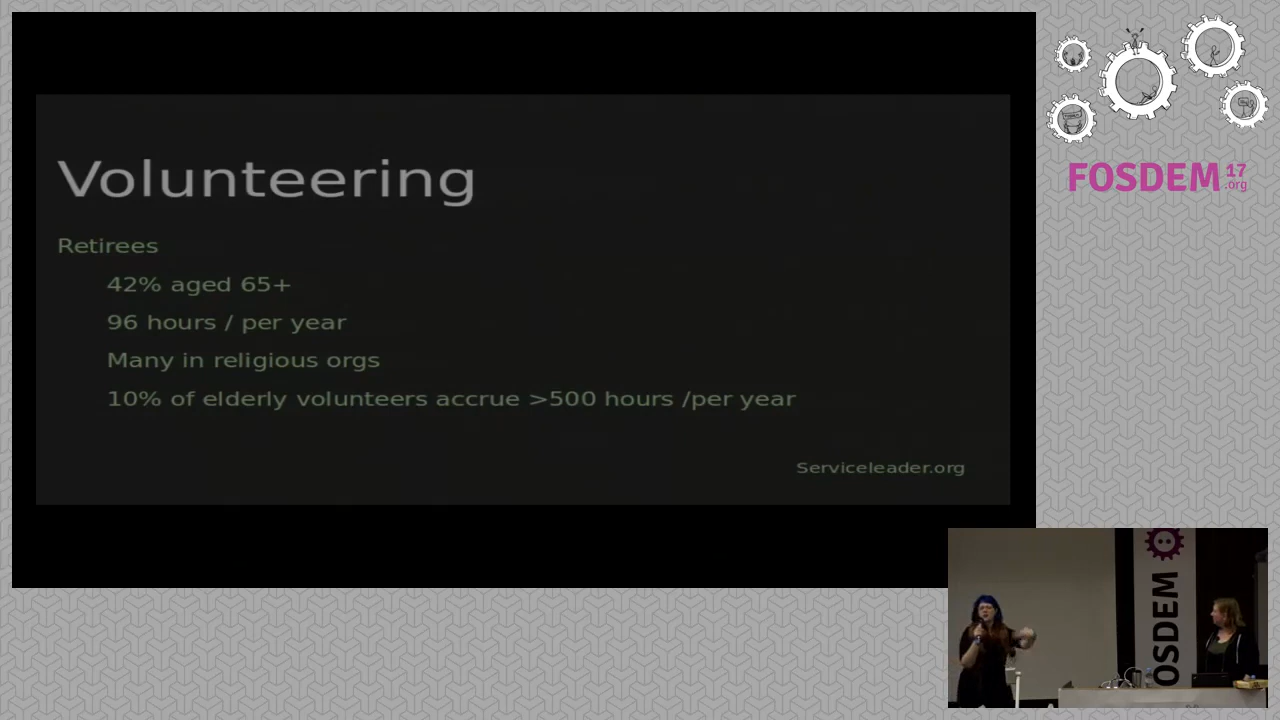 Volunteering
Retirees
42% aged 65+
96 hours / per year
Many in religious orgs
10% of elderly volunteers accrue >500 hours /per year
Serviceleader.org
FOSDEM 17
.org
OSDEM